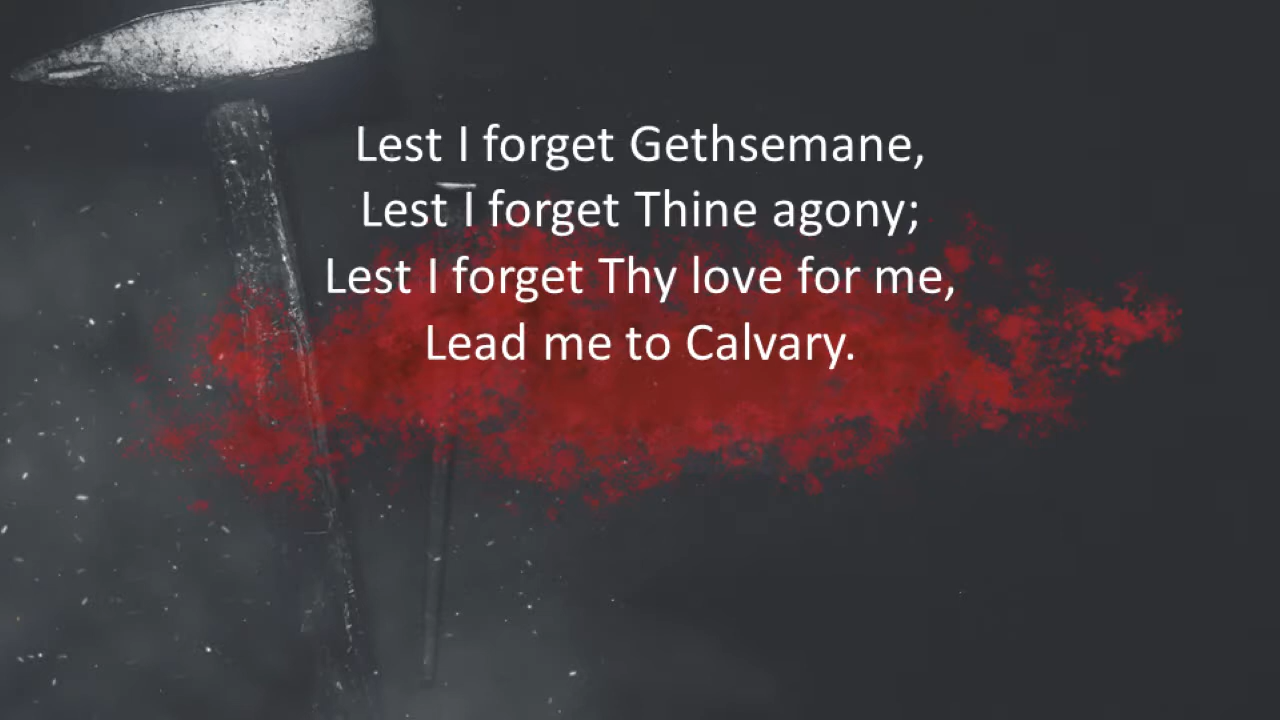 Lest I forget Gethsemane,
Lest I forget Thine agony;
Lest I forget Thy love for me,
Lead me to Calvary.